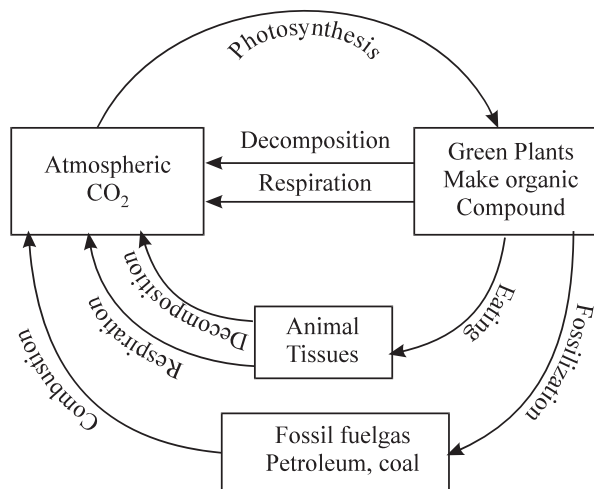 Photosynthesis
Atmospheric
CO₂
Decomposition
Respiration
Green Plants
Make organic
Compound
Decomposition
Respiration
Combustion
Animal
Tissues
Eating
Fossilization
Fossil fuelgas
Petroleum, coal